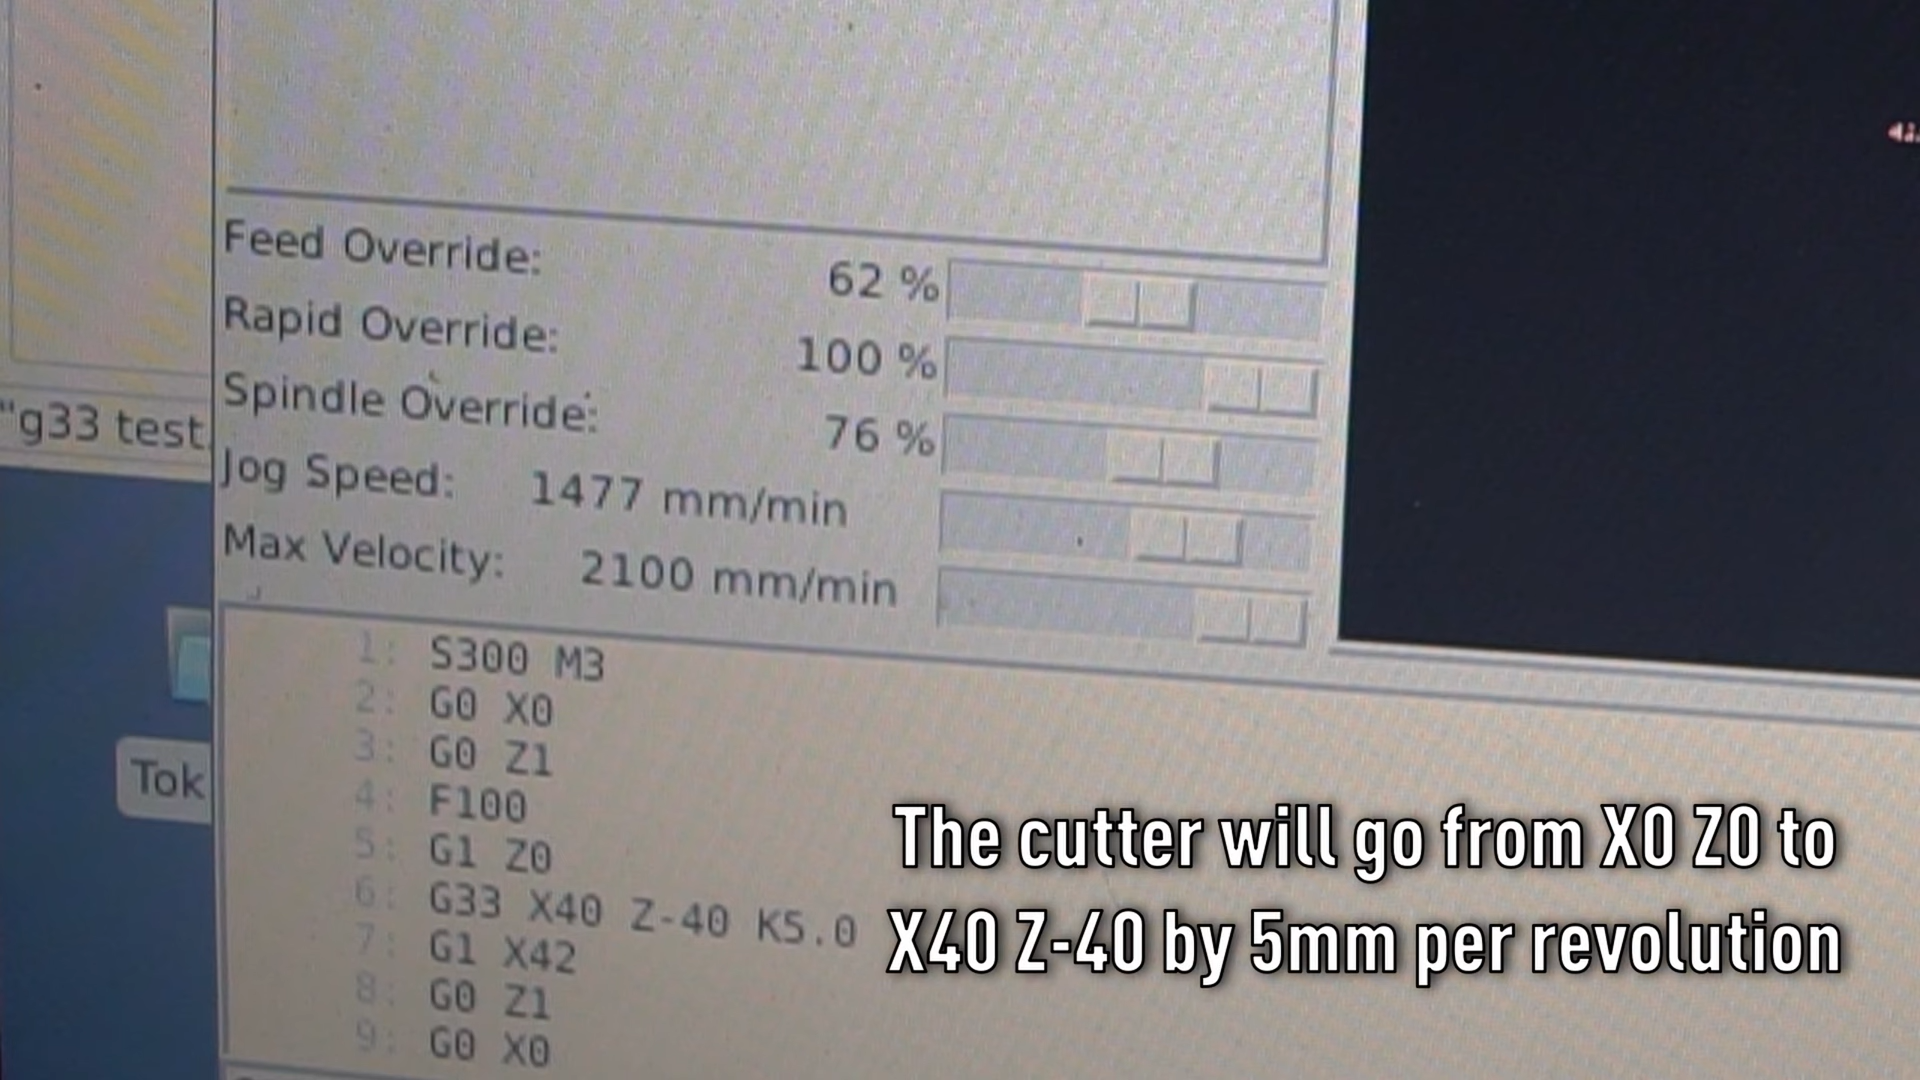 Feed Override: 62 %
Rapid Override: 100 %
Spindle Override: 76 %
"g33 test.
Jog Speed: 1477 mm/min
Max Velocity: 2100 mm/min
1: S300 M3
2: G0 X0
3: G0 Z1
Tok
4: F100
5: G1 Z0
6: G33 X40 Z-40 K5.0
7: G1 X42
8: G0 Z1
9: G0 X0
The cutter will go from X0 Z0 to
X40 Z-40 by 5mm per revolution